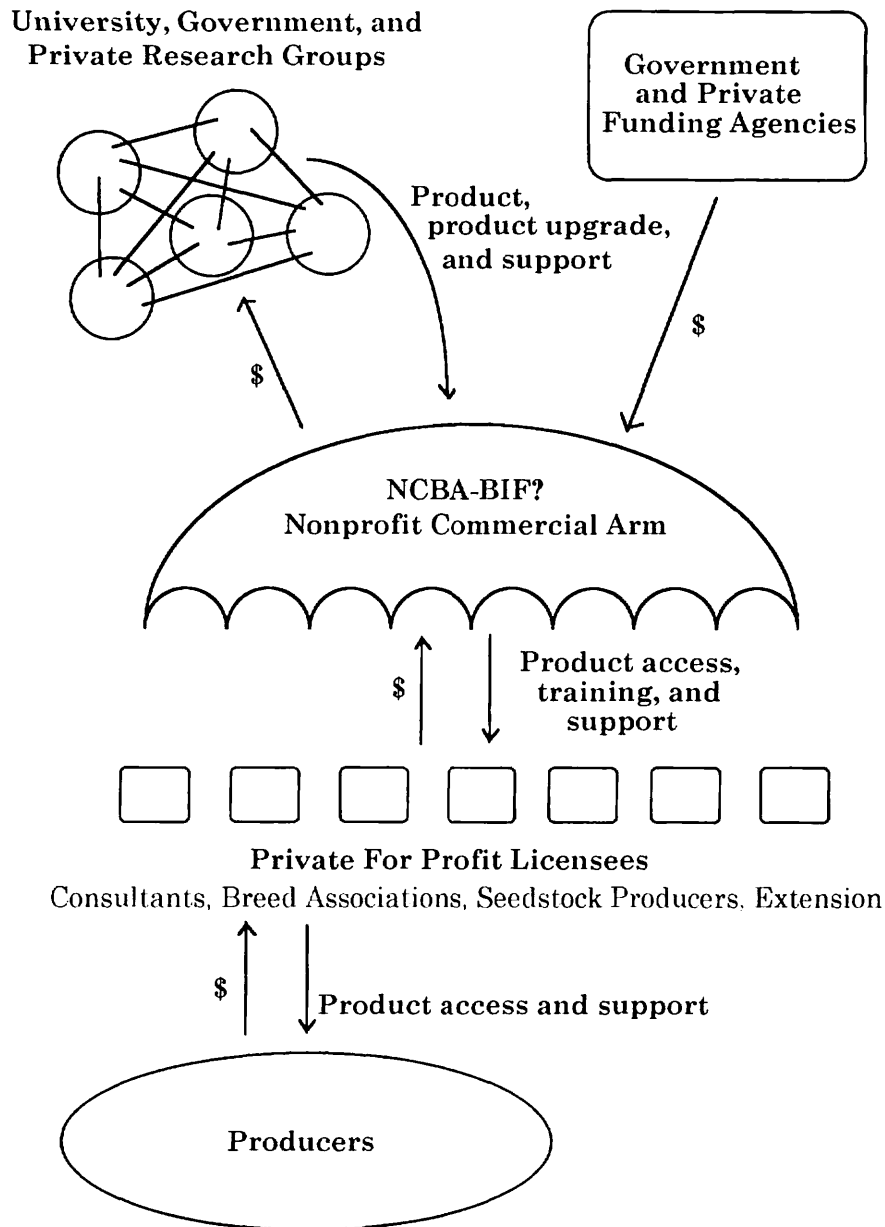 University, Government, and
Private Research Groups
Government
and Private
Funding Agencies
Product,
product upgrade,
and support
$
$
NCBA-BIF?
Nonprofit Commercial Arm
$
Product access,
training, and
support
Private For Profit Licensees
Consultants, Breed Associations, Seedstock Producers, Extension
$
Product access and support
Producers